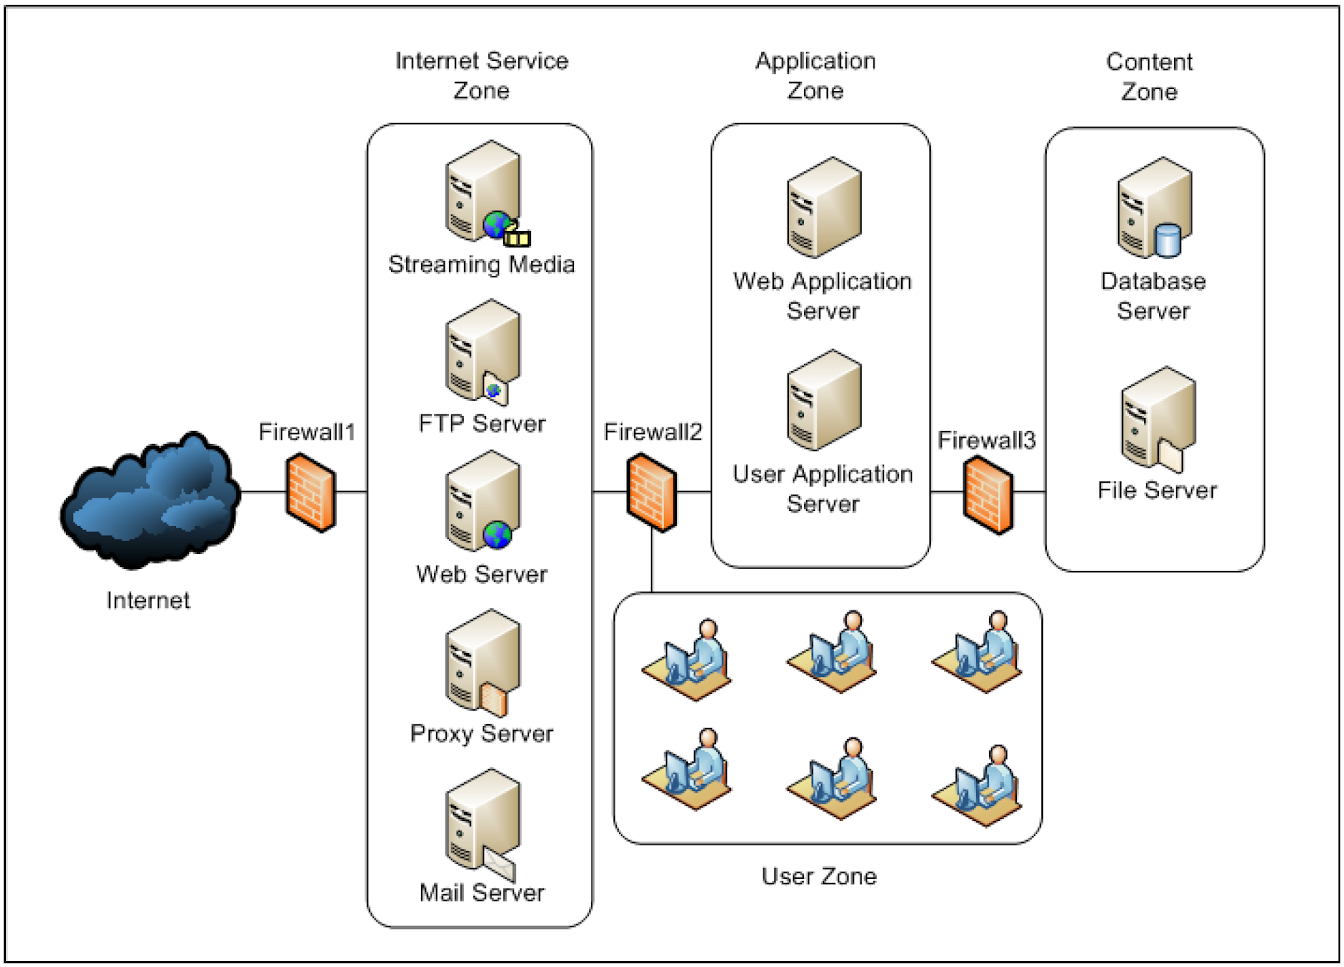 Internet Service
Zone
Application
Zone
Content
Zone
Streaming Media
Web Application
Server
Database
Server
FTP Server
Firewall1
Firewall2
Firewall3
User Application
Server
File Server
Web Server
Internet
Proxy Server
Mail Server
User Zone